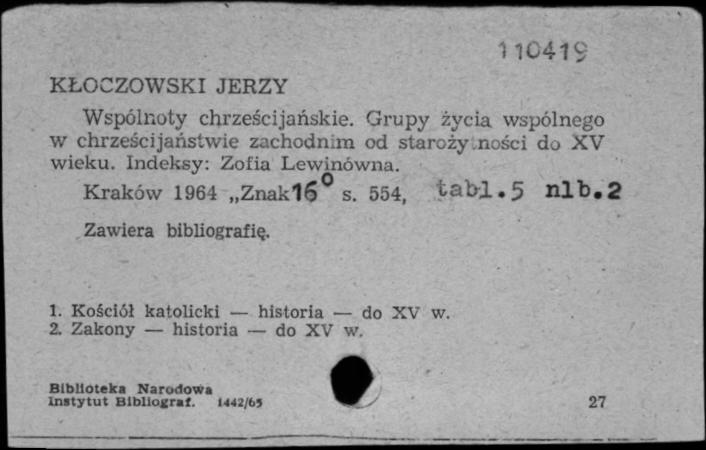 110419
KŁOCZOWSKI JERZY
Wspólnoty chrześcijańskie. Grupy życia wspólnego
w chrześcijaństwie zachodnim od starożytności do XV
wieku. Indeksy: Zofia Lewinówna.
Kraków 1964 „Znak 16° s. 554, tabl.5 nlb.2
Zawiera bibliografię.
1. Kościół katolicki — historia — do XV w.
2. Zakony — historia — do XV w.
Biblioteka Narodowa
Instytut Bibliograf. 1442/65
27